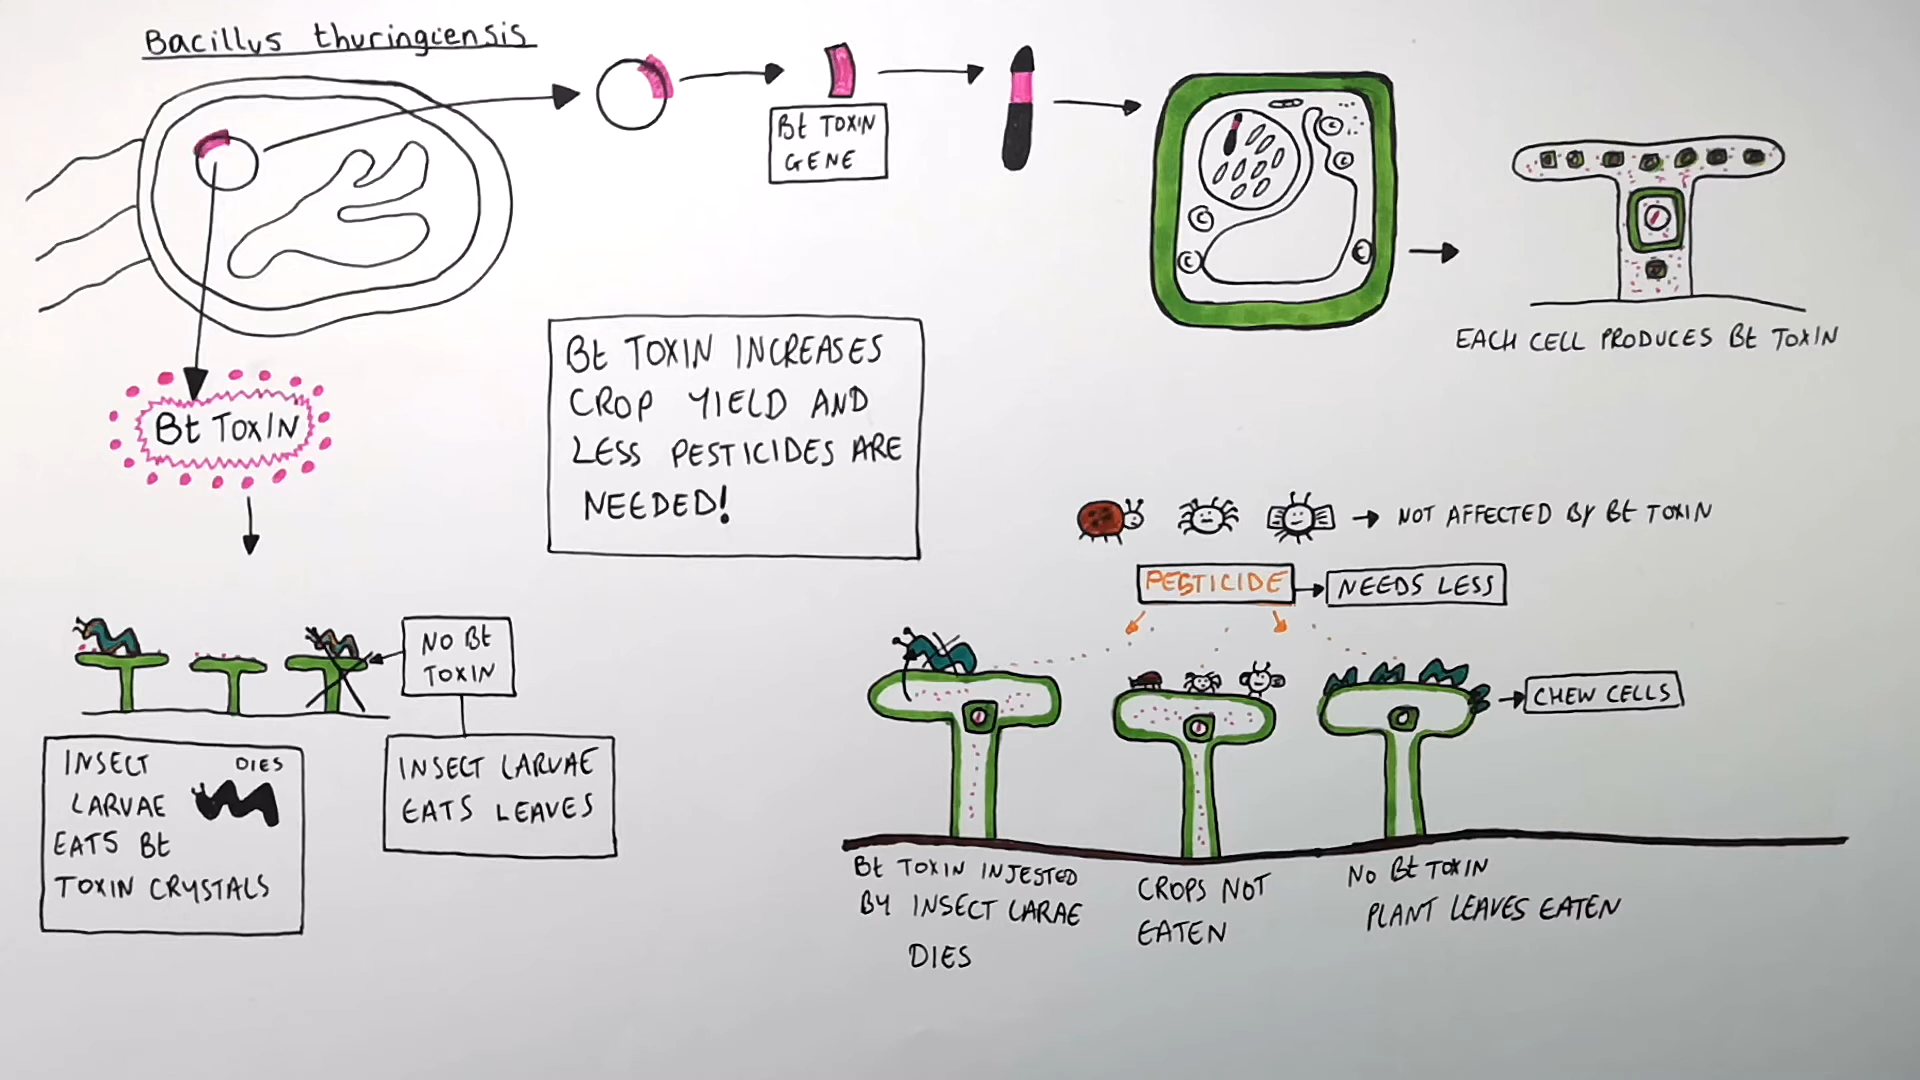 Bacillus thuringiensis
Bt TOXIN
GENE
EACH CELL PRODUCES Bt TOXIN
Bt TOXIN
Bt TOXIN INCREASES
CROP YIELD AND
LESS PESTICIDES ARE
NEEDED!
NOT AFFECTED BY Bt TOXIN
PESTICIDE
NEEDS LESS
NO Bt
TOXIN
CHEW CELLS
INSECT DIES
LARVAE
EATS Bt
TOXIN CRYSTALS
INSECT LARVAE
EATS LEAVES
Bt TOXIN INJESTED
BY INSECT LARAE
DIES
CROPS NOT
EATEN
NO Bt TOXIN
PLANT LEAVES EATEN